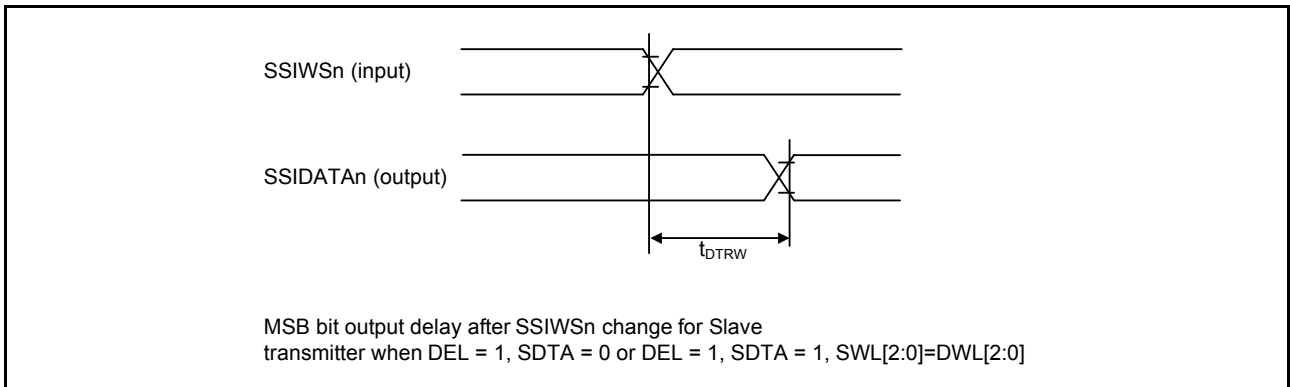 SSIWSn (input)
SSIDATAn (output)
tDTRW
MSB bit output delay after SSIWSn change for Slave
transmitter when DEL = 1, SDTA = 0 or DEL = 1, SDTA = 1, SWL[2:0]=DWL[2:0]